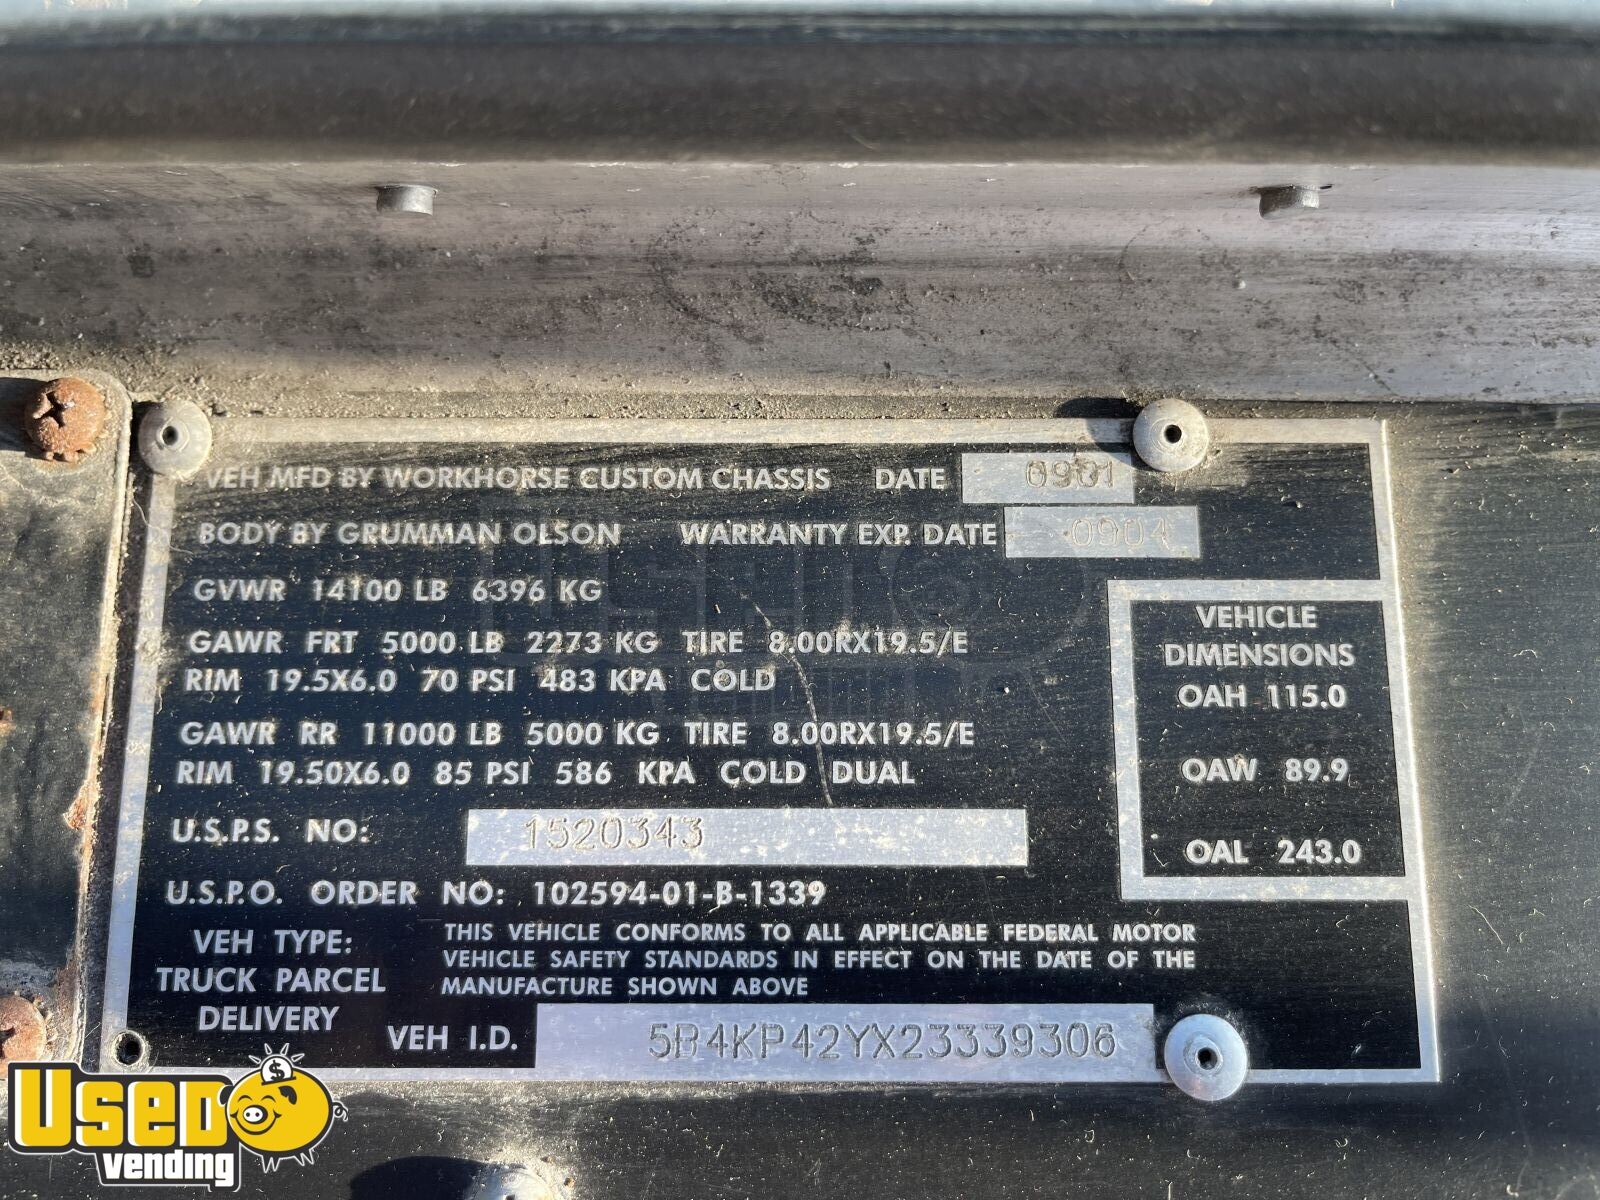 VEH MFD BY WORKHORSE CUSTOM CHASSIS DATE 0901
BODY BY GRUMMAN OLSON WARRANTY EXP. DATE 0904
GVWR 14100 LB 6396 KG
GAWR FRT 5000 LB 2273 KG TIRE 8.00RX19.5/E
RIM 19.5X6.0 70 PSI 483 KPA COLD
GAWR RR 11000 LB 5000 KG TIRE 8.00RX19.5/E
RIM 19.50X6.0 85 PSI 586 KPA COLD DUAL
VEHICLE
DIMENSIONS
OAH 115.0
OAW 89.9
OAL 243.0
U.S.P.S. NO: 1520343
U.S.P.O. ORDER NO: 102594-01-B-1339
VEH TYPE:
TRUCK PARCEL
DELIVERY
THIS VEHICLE CONFORMS TO ALL APPLICABLE FEDERAL MOTOR
VEHICLE SAFETY STANDARDS IN EFFECT ON THE DATE OF THE
MANUFACTURE SHOWN ABOVE
VEH I.D. 5B4KP42YX23339306
USED
vending